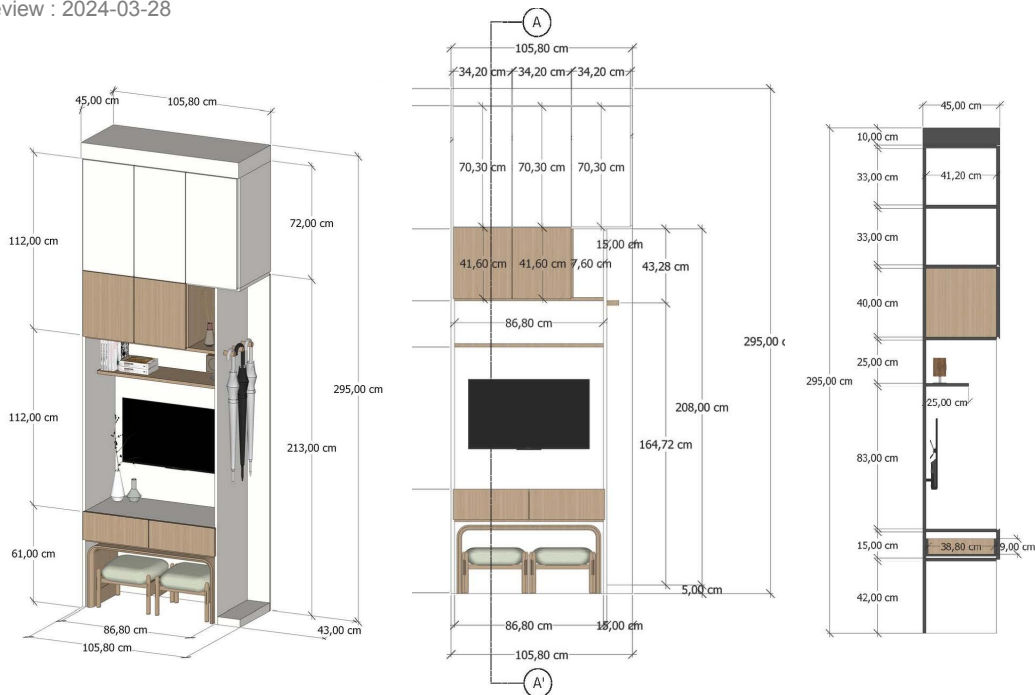 eview : 2024-03-28
45,00 cm
105,80 cm
112,00 cm
72,00 cm
112,00 cm
295,00 cm
213,00 cm
61,00 cm
86,80 cm
43,00 cm
105,80 cm
A
105,80 cm
34,20 cm 34,20 cm 34,20 cm
70,30 cm 70,30 cm 70,30 cm
15,00 cm
41,60 cm 41,60 cm 7,60 cm 43,28 cm
86,80 cm
295,00 c
208,00 cm
164,72 cm
5,00 cm
86,80 cm 15,00 cm
105,80 cm
A'
45,00 cm
10,00 cm
33,00 cm 41,20 cm
33,00 cm
40,00 cm
25,00 cm
295,00 cm
25,00 cm
83,00 cm
15,00 cm 38,80 cm 9,00 cm
42,00 cm